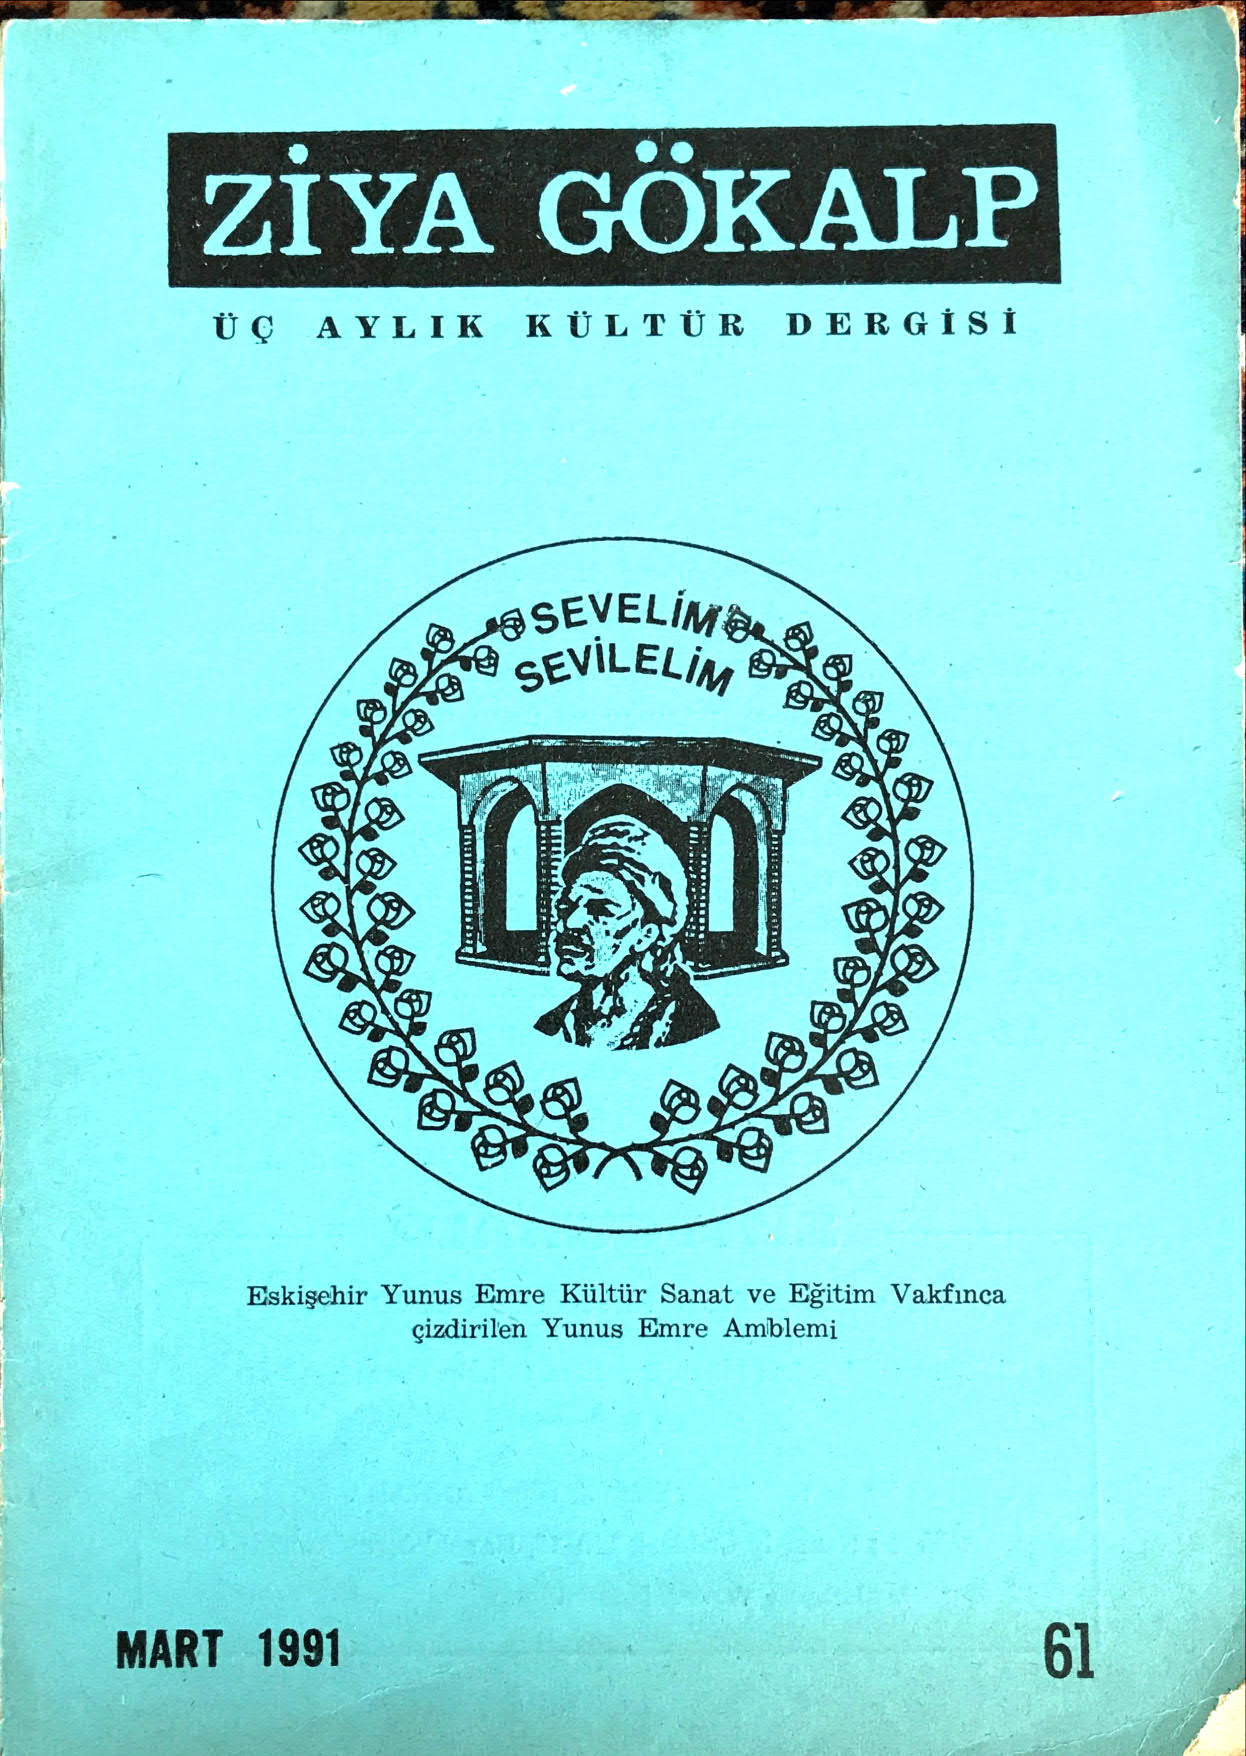 ZİYA GÖKALP
ÜÇ AYLIK KÜLTÜR DERGİSİ
SEVELİM
SEVİLELİM
Eskişehir Yunus Emre Kültür Sanat ve Eğitim Vakfınca
çizdirilen Yunus Emre Amblemi
MART 1991
61